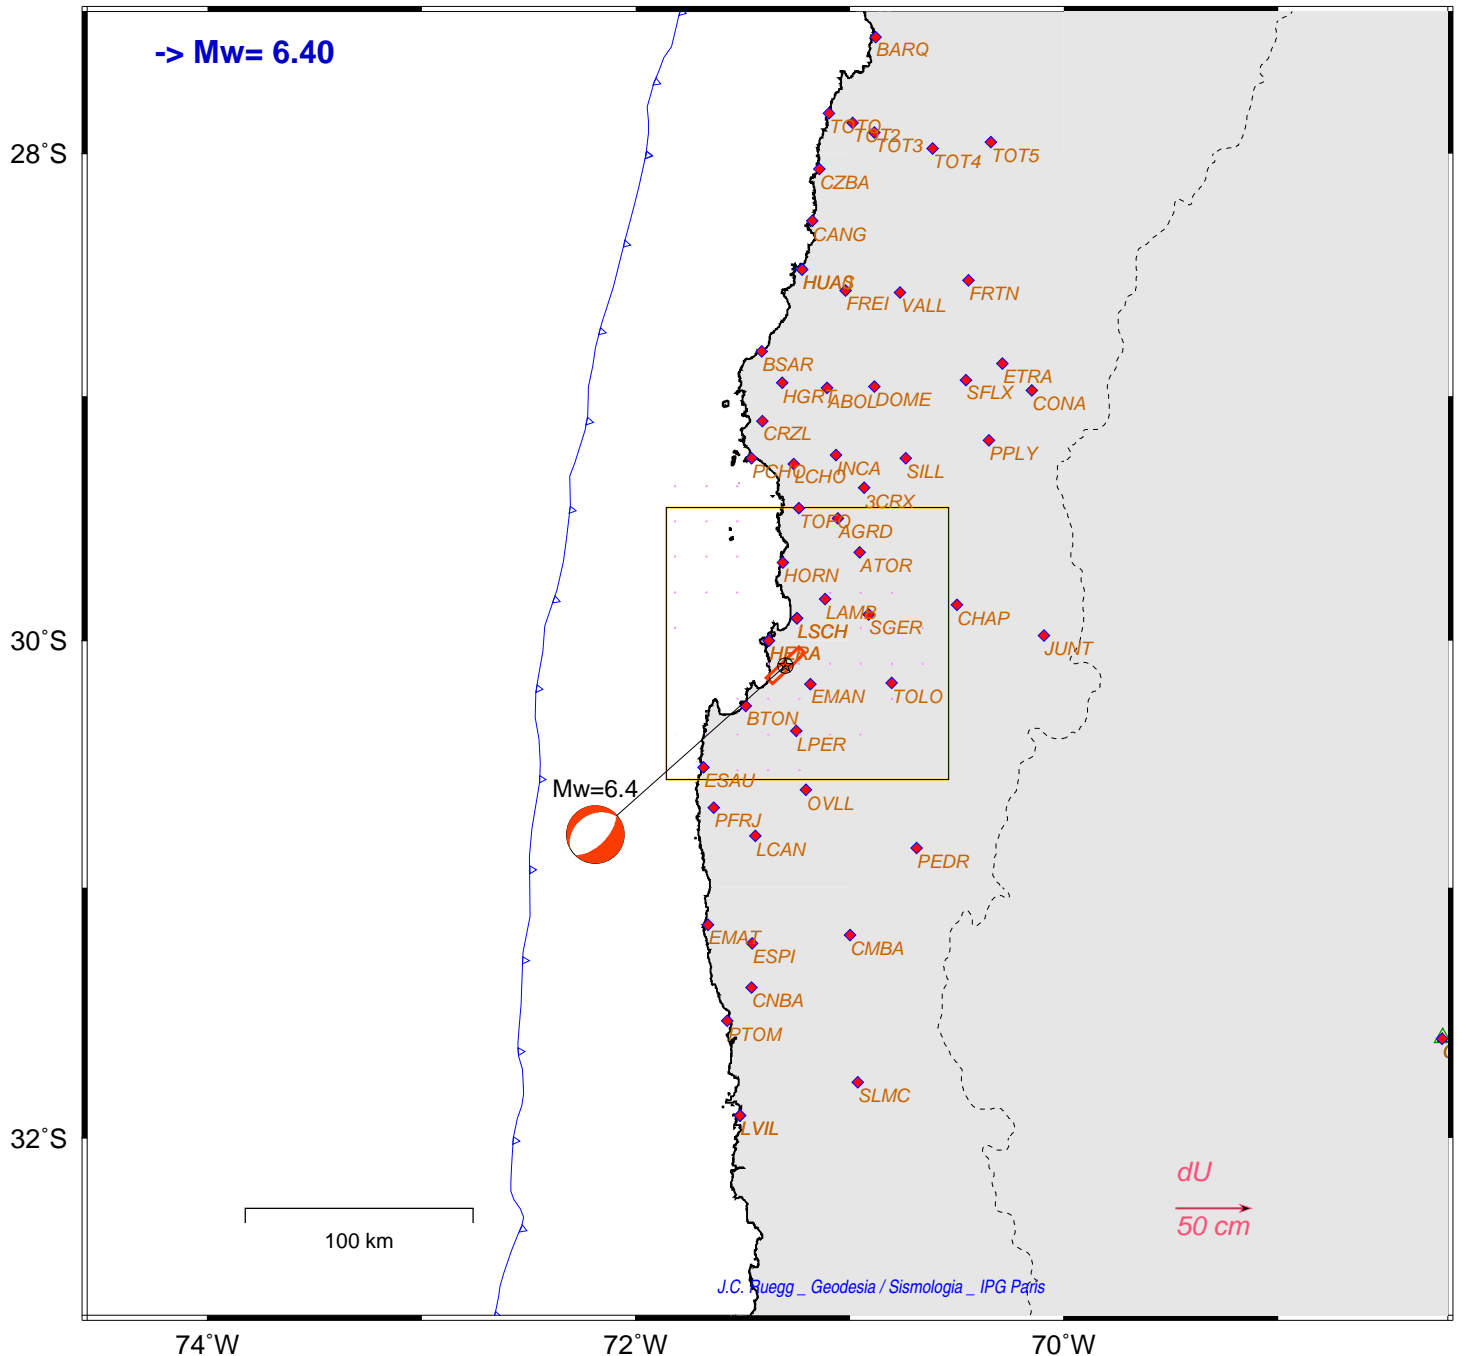 -> Mw= 6.40
BARQ
TOTO
TOT2
TOT3
TOT4
TOT5
28°S
CZBA
CANG
FREI
VALL
FRTN
BSAR
HGRT
ABOL
DOME
SFLX
ETRA
CONA
CRZL
PCHO
LCHO
INCA
SILL
PPLY
3CRX
TOFO
AGRD
HORN
ATOR
LAMB
SGER
CHAP
LSCH
30°S
HERA
JUNT
EMAN
TOLO
BTON
LPER
ESAU
Mw=6.4
OVLL
PFRJ
LCAN
PEDR
EMAT
ESPI
CMBA
CNBA
PTOM
SLMC
LVIL
32°S
dU
50 cm
100 km
J.C. Ruegg _ Geodesia / Sismologia _ IPG Paris
74°W
72°W
70°W